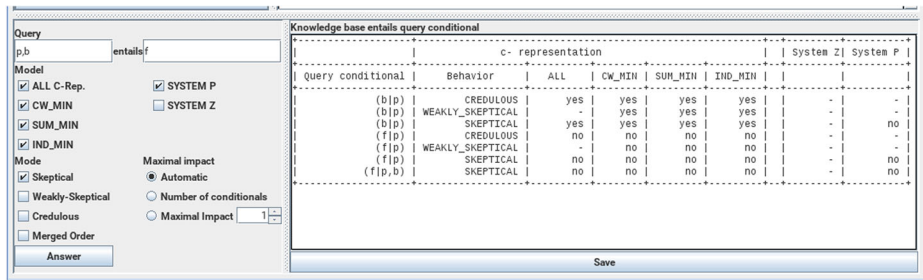 Query
p,b entails f
Model
ALL C-Rep. SYSTEM P
CW_MIN SYSTEM Z
SUM_MIN
IND_MIN
Mode Maximal impact
Skeptical Automatic
Weakly-Skeptical Number of conditionals
Credulous Maximal Impact 1
Merged Order
Answer
Knowledge base entails query conditional
| | c- representation | | System Z| System P |
| Query conditional | Behavior | ALL | CW_MIN | SUM_MIN | IND_MIN | | | |
| (b|p) | CREDULOUS | yes | yes | yes | yes | | - | - |
| (b|p) | WEAKLY_SKEPTICAL | - | yes | yes | yes | | - | - |
| (b|p) | SKEPTICAL | yes | yes | yes | yes | | - | no |
| (f|p) | CREDULOUS | no | no | no | no | | - | - |
| (f|p) | WEAKLY_SKEPTICAL | - | no | no | no | | - | - |
| (f|p) | SKEPTICAL | no | no | no | no | | - | no |
| (f|p,b) | SKEPTICAL | no | no | no | no | | - | no |
Save